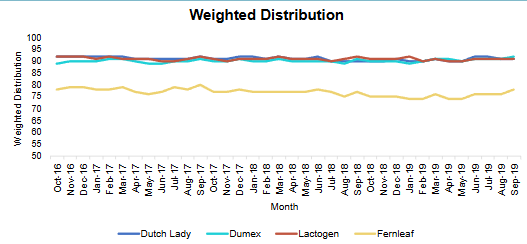 Weighted Distribution
100
95
90
85
80
75
70
65
60
55
50
Weighted Distribution
Oct-16 Nov-16 Dec-16 Jan-17 Feb-17 Mar-17 Apr-17 May-17 Jun-17 Jul-17 Aug-17 Sep-17 Oct-17 Nov-17 Dec-17 Jan-18 Feb-18 Mar-18 Apr-18 May-18 Jun-18 Jul-18 Aug-18 Sep-18 Oct-18 Nov-18 Dec-18 Jan-19 Feb-19 Mar-19 Apr-19 May-19 Jun-19 Jul-19 Aug-19 Sep-19
Month
Dutch Lady Dumex Lactogen Fernleaf